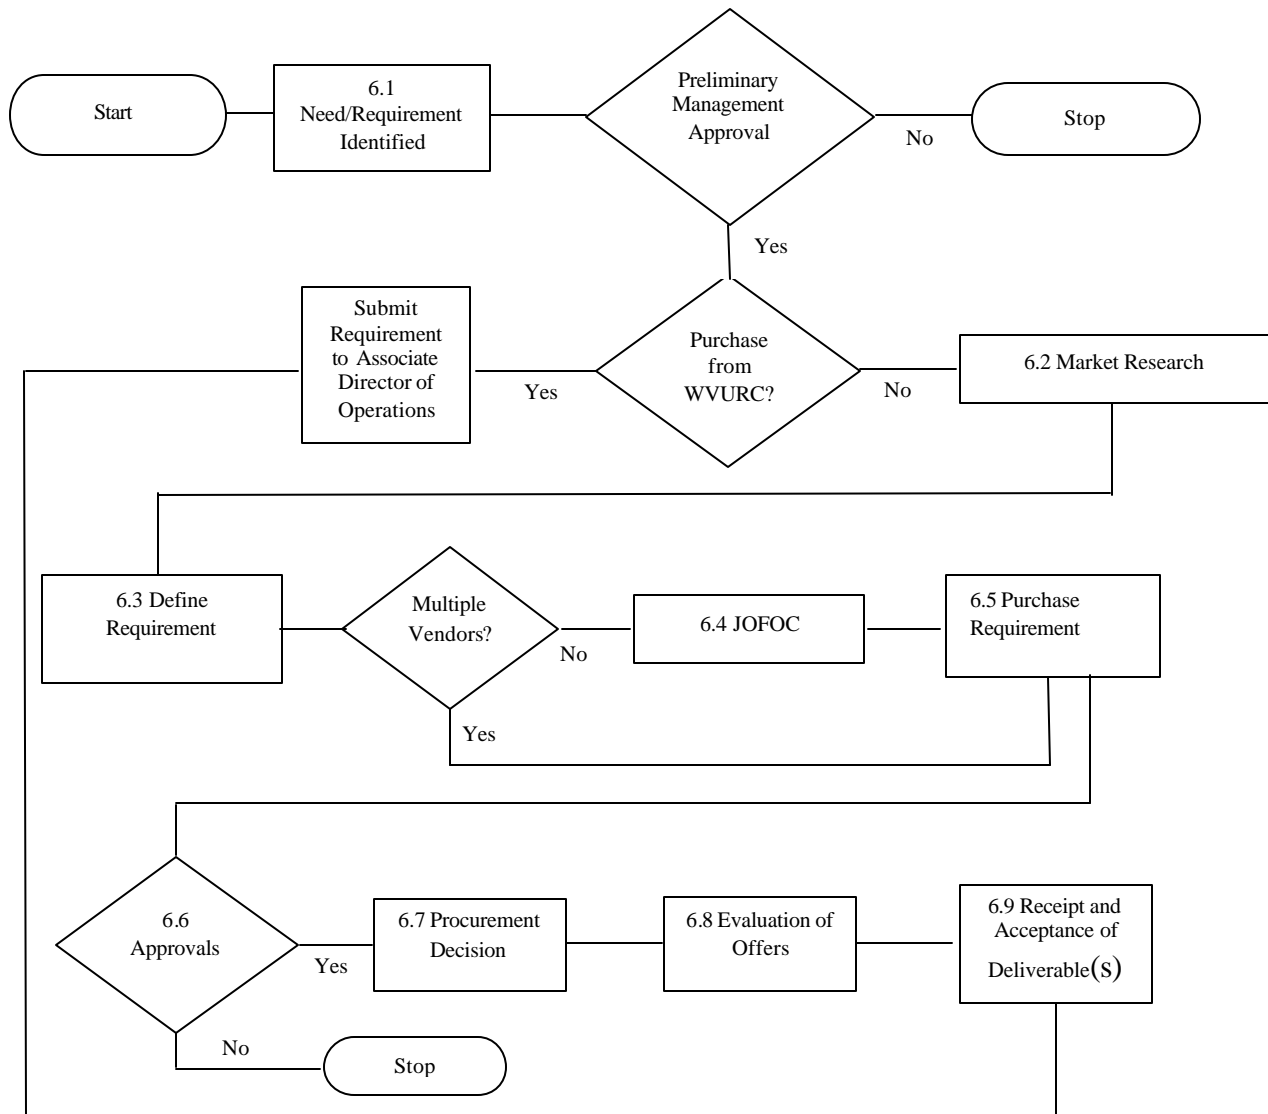 Start
6.1
Need/Requirement
Identified
Preliminary
Management
Approval
No
Stop
Yes
Submit
Requirement
to Associate
Director of
Operations
Yes
Purchase
from
WVURC?
No
6.2 Market Research
6.3 Define
Requirement
Multiple
Vendors?
No
Yes
6.4 JOFOC
6.5 Purchase
Requirement
6.6
Approvals
Yes
No
Stop
6.7 Procurement
Decision
6.8 Evaluation of
Offers
6.9 Receipt and
Acceptance of
Deliverable(s)